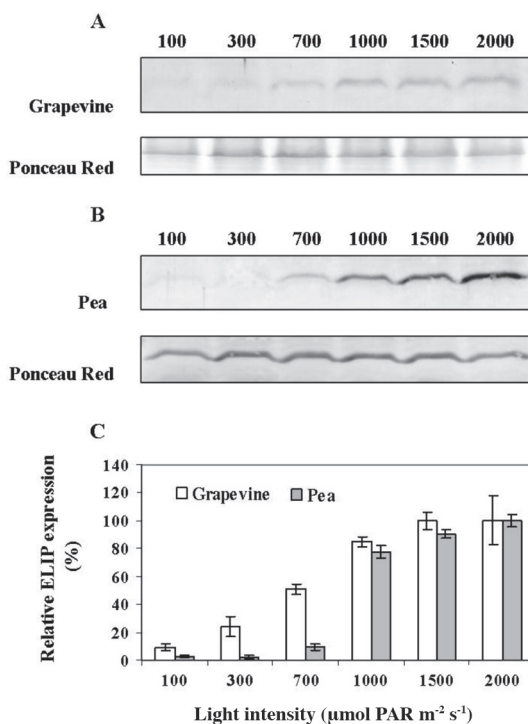 A
100 300 700 1000 1500 2000
Grapevine
Ponceau Red
B
100 300 700 1000 1500 2000
Pea
Ponceau Red
C
Relative ELIP expression
(%)
140
120
100
80
60
40
20
0
Grapevine Pea
100 300 700 1000 1500 2000
Light intensity (µmol PAR m⁻² s⁻¹)